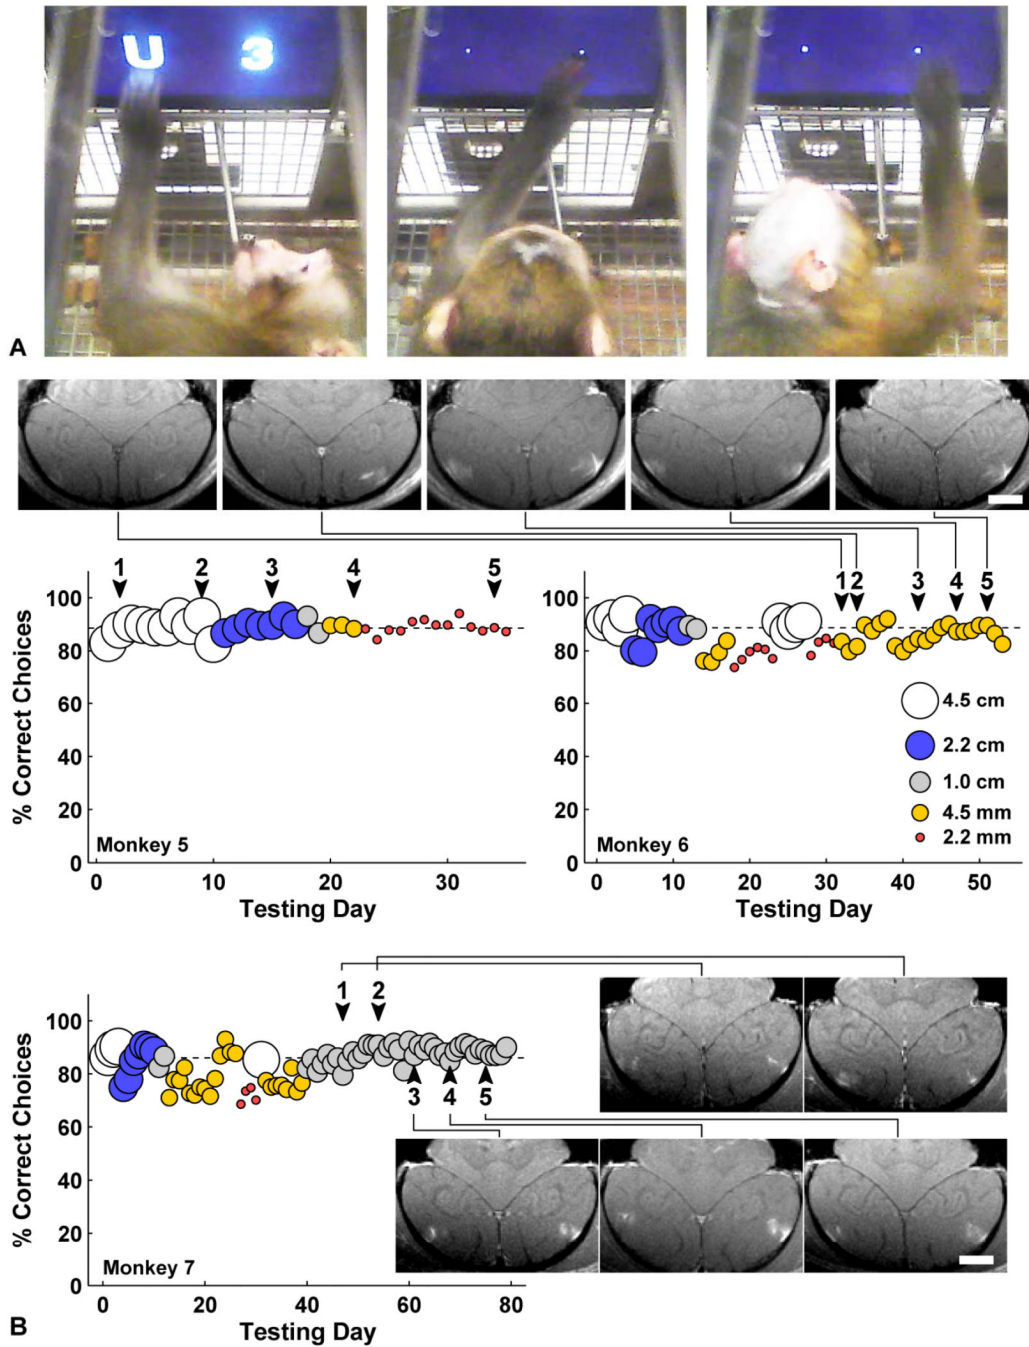 U 3
A
1 2 3 4 5
1 2 3 4 5
% Correct Choices
100
80
60
40
20
0
Monkey 5
0 10 20 30
Testing Day
100
80
60
40
20
0
4.5 cm
2.2 cm
1.0 cm
4.5 mm
2.2 mm
Monkey 6
0 10 20 30 40 50
Testing Day
1 2
% Correct Choices
100
80
60
40
20
0
3 4 5
Monkey 7
0 20 40 60 80
Testing Day
B